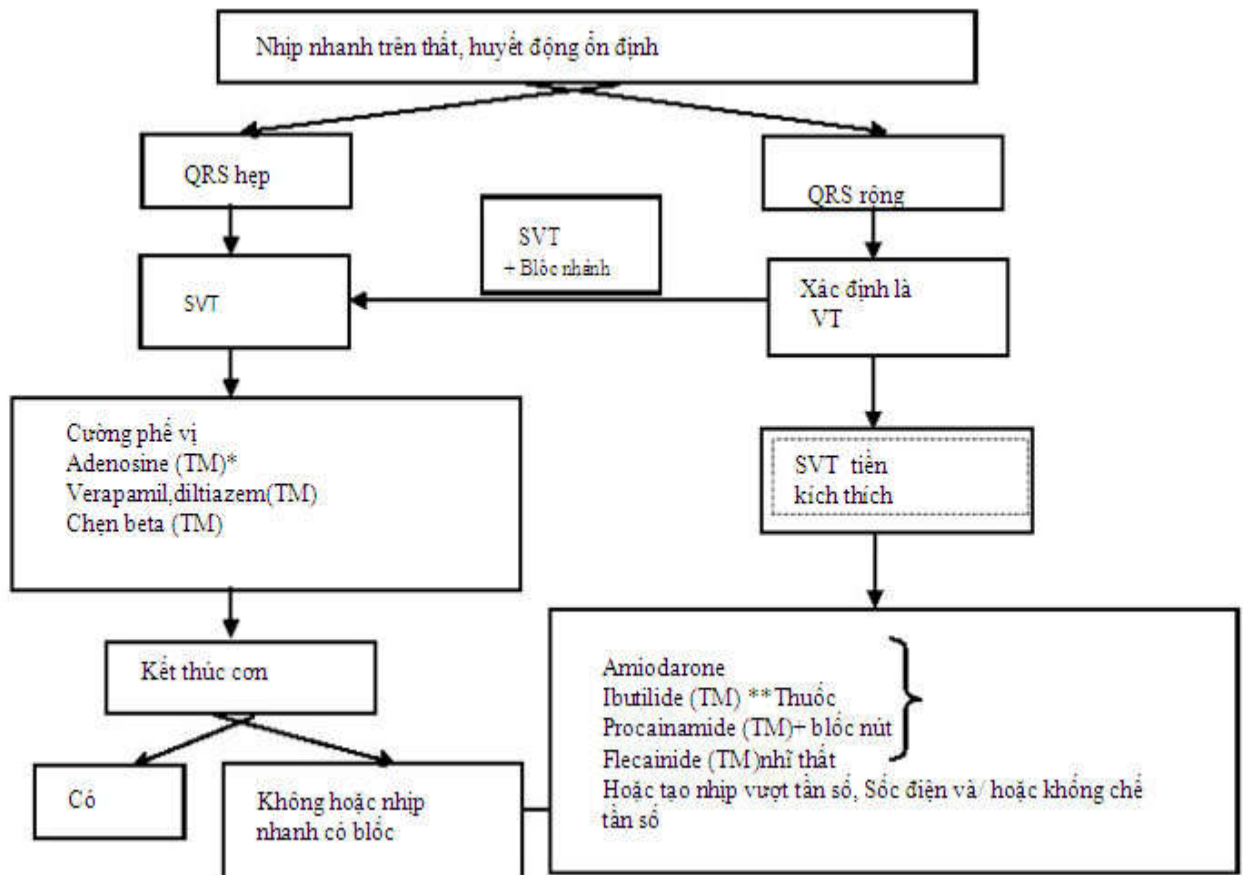 Nhịp nhanh trên thất, huyết động ổn định
QRS hẹp
QRS rộng
SVT
+ Blôc nhánh
SVT
Xác định là
VT
Cường phế vị
Adenosine (TM)*
Verapamil,diltiazem(TM)
Chẹn beta (TM)
SVT tiền
kích thích
Kết thúc cơn
Có
Không hoặc nhịp
nhanh có blốc
Amiodarone
Ibutilide (TM) **Thuốc
Procainamide (TM)+ blốc nút
Flecainide (TM)nhĩ thất
Hoặc tạo nhịp vượt tần số, Sốc điện và/ hoặc khống chế
tần số